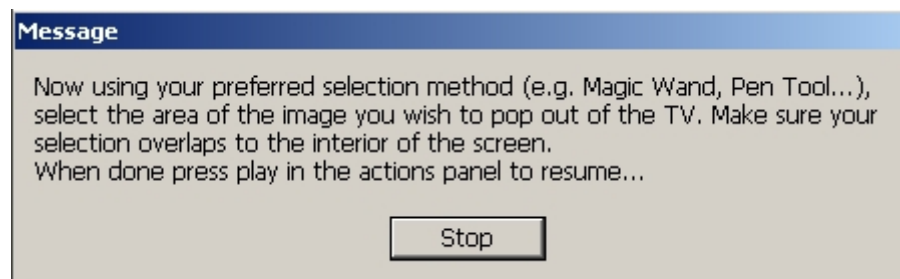 Message
Now using your preferred selection method (e.g. Magic Wand, Pen Tool...),
select the area of the image you wish to pop out of the TV. Make sure your
selection overlaps to the interior of the screen.
When done press play in the actions panel to resume...
Stop